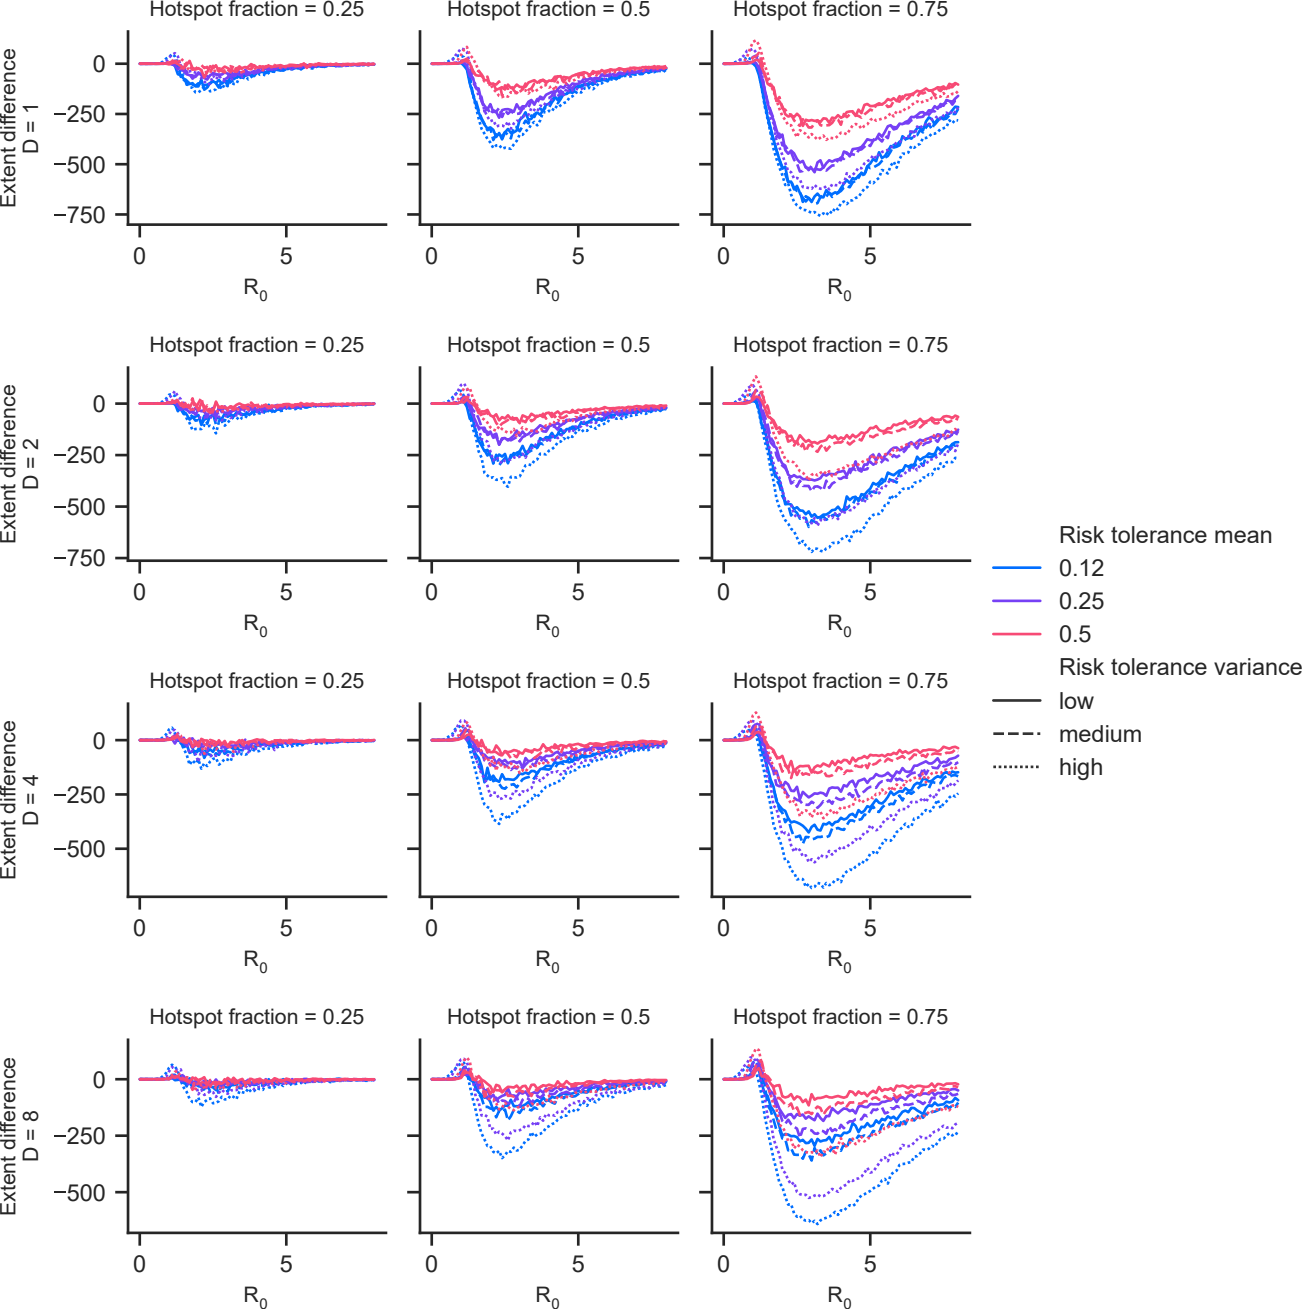 Hotspot fraction = 0.25
Hotspot fraction = 0.5
Hotspot fraction = 0.75
Extent difference
D = 1
0
−250
−500
−750
0 5
0 5
0 5
R0
R0
R0
Hotspot fraction = 0.25
Hotspot fraction = 0.5
Hotspot fraction = 0.75
Extent difference
D = 2
0
−250
−500
−750
0 5
0 5
0 5
R0
R0
R0
Risk tolerance mean
0.12
0.25
0.5
Risk tolerance variance
low
medium
high
Hotspot fraction = 0.25
Hotspot fraction = 0.5
Hotspot fraction = 0.75
Extent difference
D = 4
0
−250
−500
0 5
0 5
0 5
R0
R0
R0
Hotspot fraction = 0.25
Hotspot fraction = 0.5
Hotspot fraction = 0.75
Extent difference
D = 8
0
−250
−500
0 5
0 5
0 5
R0
R0
R0